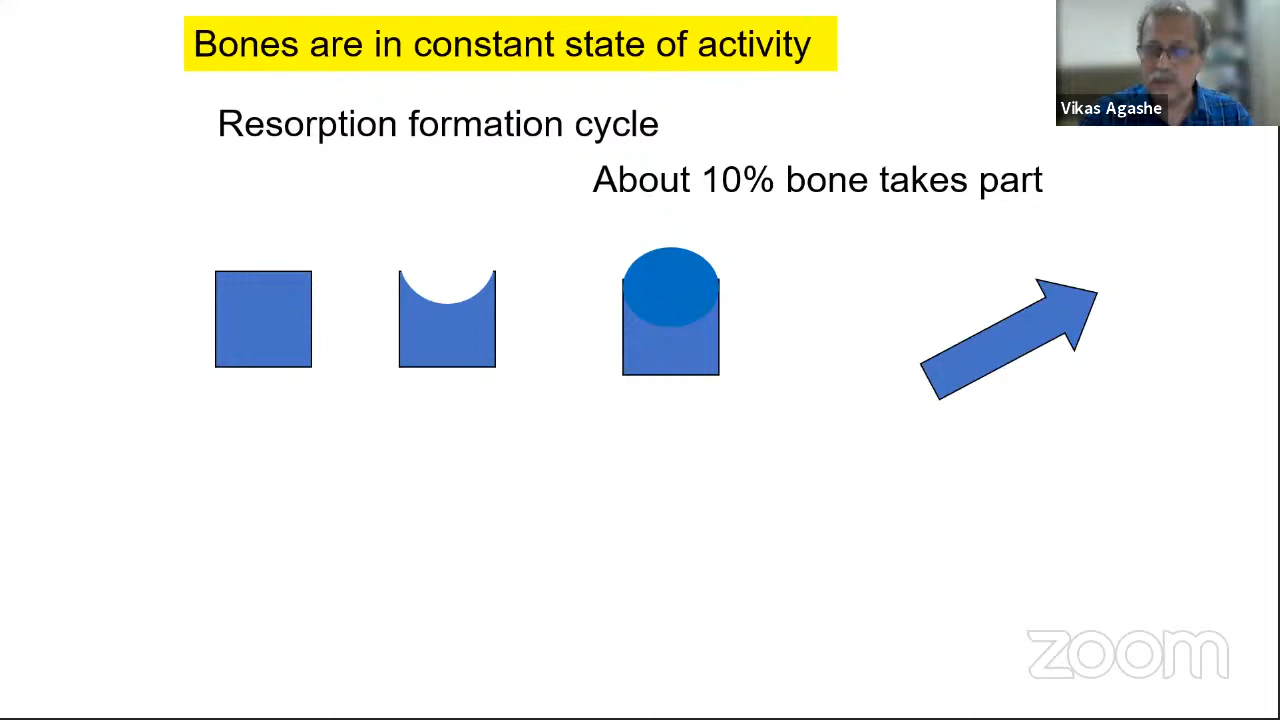 Bones are in constant state of activity
Vikas Agashe
Resorption formation cycle
About 10% bone takes part
zoom